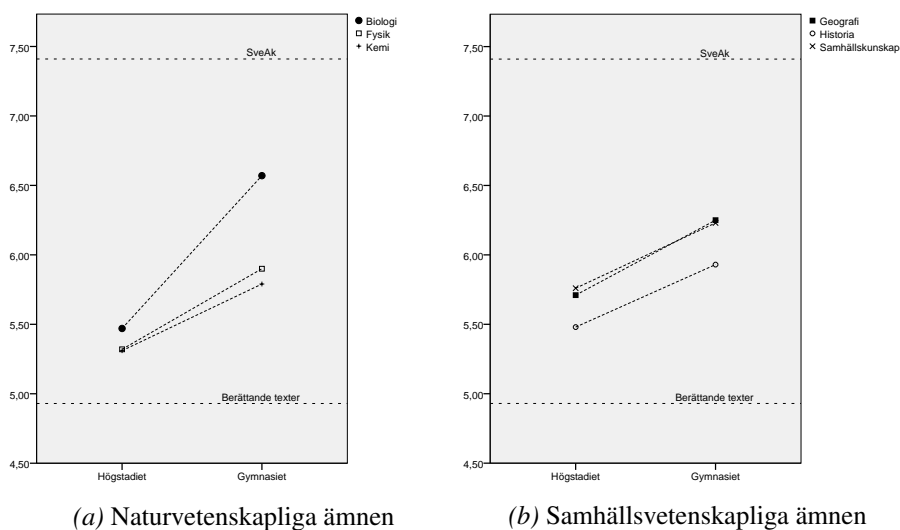 Biologi
Fysik
Kemi
7,50
7,00
6,50
6,00
5,50
5,00
4,50
SveAk
Berättande texter
Högstadiet Gymnasiet
(a) Naturvetenskapliga ämnen
Geografi
Historia
Samhällskunskap
7,50
7,00
6,50
6,00
5,50
5,00
4,50
SveAk
Berättande texter
Högstadiet Gymnasiet
(b) Samhällsvetenskapliga ämnen